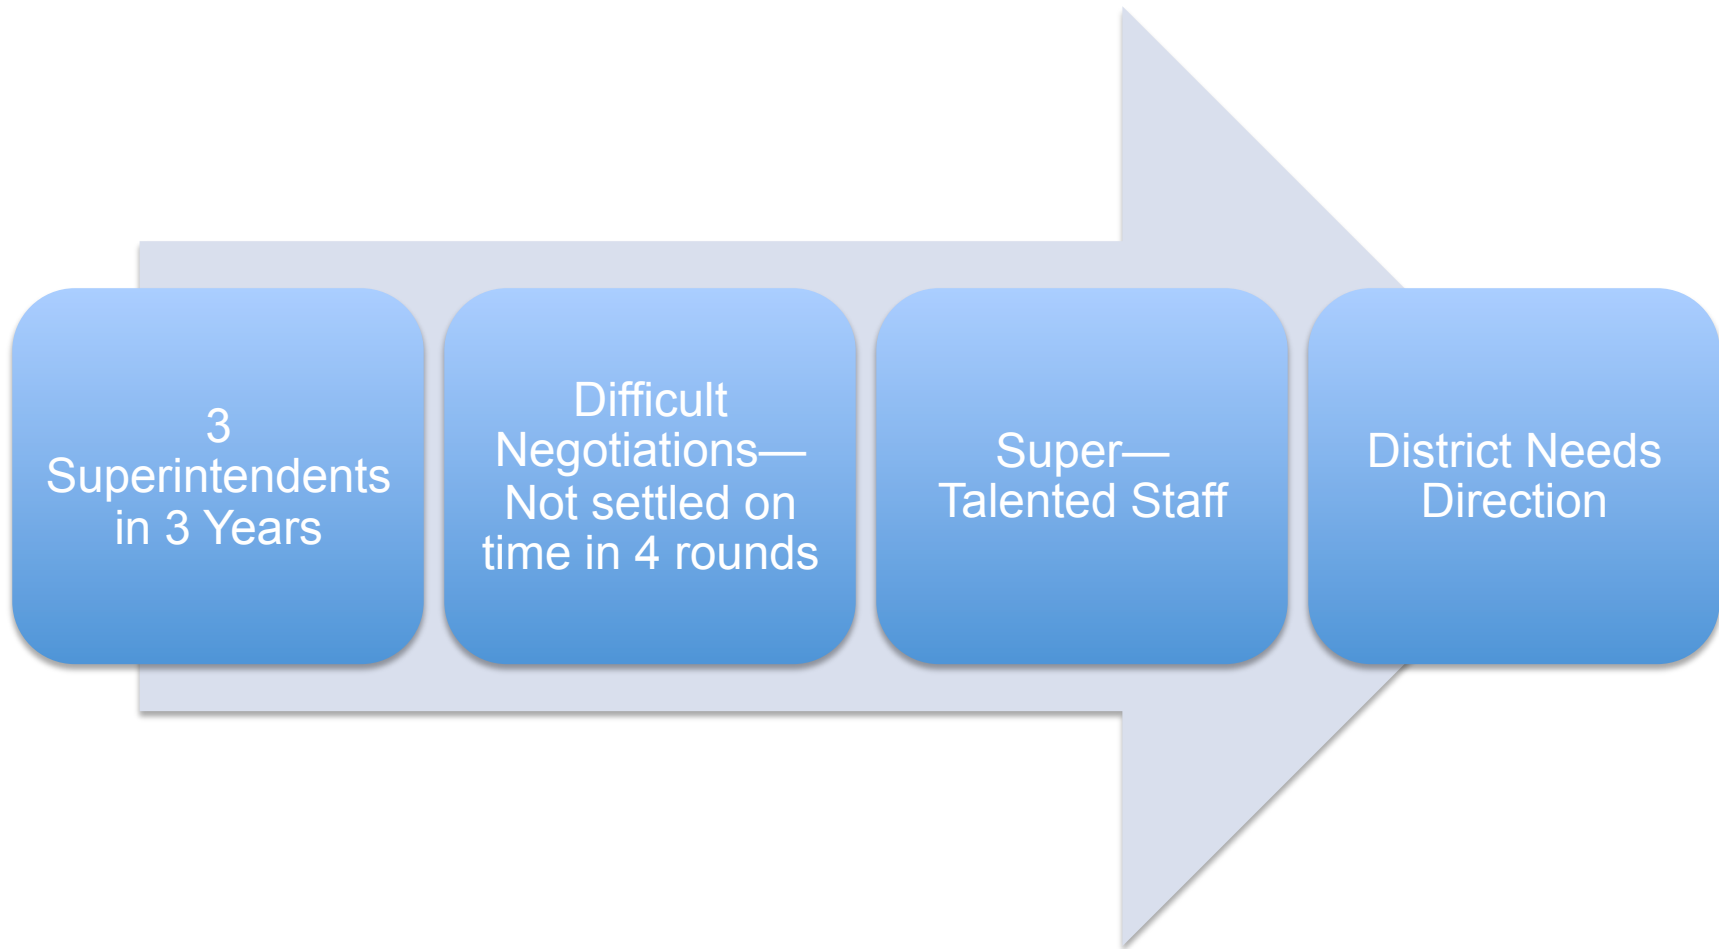 3
Superintendents
in 3 Years
Difficult
Negotiations—
Not settled on
time in 4 rounds
Super—
Talented Staff
District Needs
Direction